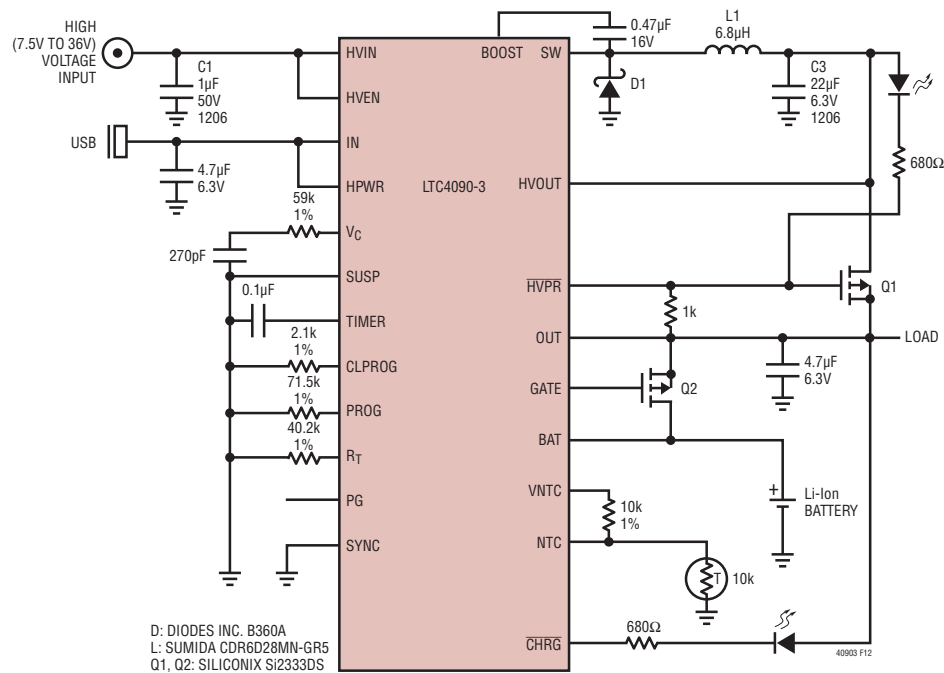 HIGH
(7.5V TO 36V)
VOLTAGE
INPUT
C1
1µF
50V
1206
USB
4.7µF
6.3V
59k
1%
270pF
0.1µF
2.1k
1%
71.5k
1%
40.2k
1%
HVIN
HVEN
IN
HPWR
VC
SUSP
TIMER
CLPROG
PROG
RT
PG
SYNC
LTC4090-3
BOOST
SW
HVOUT
HVPR
OUT
GATE
BAT
VNTC
NTC
CHRG
0.47µF
16V
D1
L1
6.8µH
C3
22µF
6.3V
1206
680Ω
Q1
1k
LOAD
4.7µF
6.3V
Q2
+
Li-Ion
BATTERY
10k
1%
T
10k
680Ω
40903 F12
D: DIODES INC. B360A
L: SUMIDA CDR6D28MN-GR5
Q1, Q2: SILICONIX Si2333DS